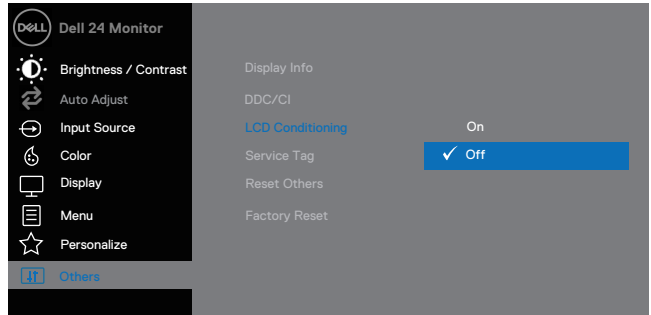 DELL Dell 24 Monitor
Brightness / Contrast
Display Info
Auto Adjust
DDC/CI
Input Source
LCD Conditioning
On
Color
Service Tag
✓ Off
Display
Reset Others
Menu
Factory Reset
Personalize
Others